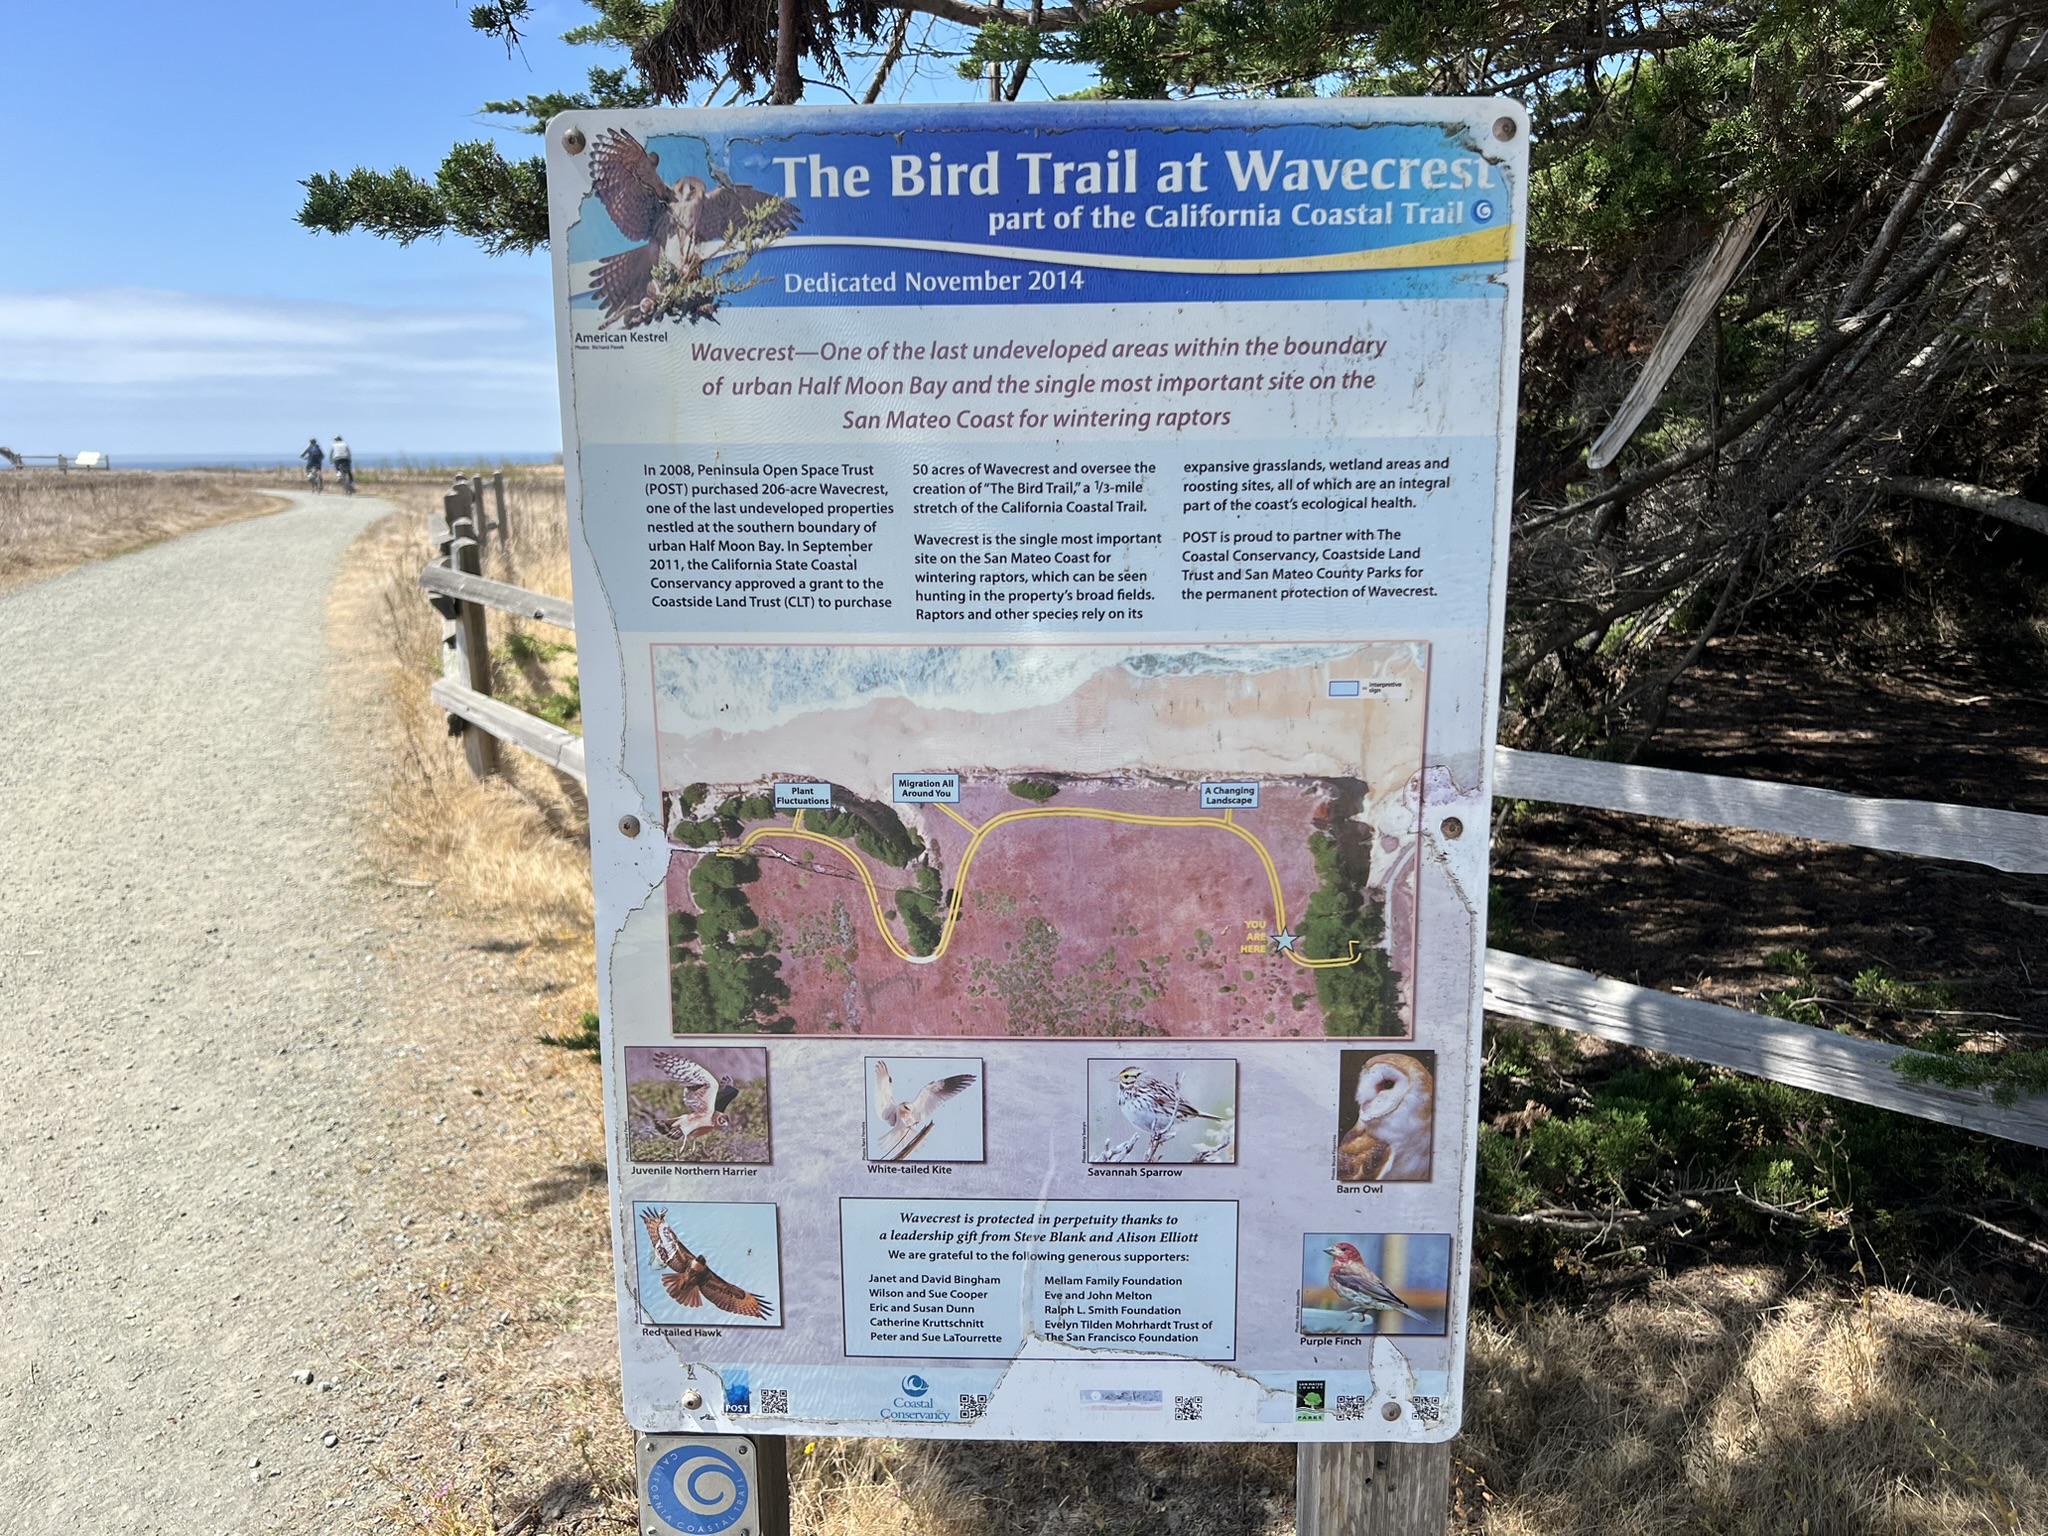 The Bird Trail at Wavecrest
part of the California Coastal Trail
Dedicated November 2014
American Kestrel
Wavecrest—One of the last undeveloped areas within the boundary
of urban Half Moon Bay and the single most important site on the
San Mateo Coast for wintering raptors
In 2008, Peninsula Open Space Trust
(POST) purchased 206-acre Wavecrest,
one of the last undeveloped properties
nestled at the southern boundary of
urban Half Moon Bay. In September
2011, the California State Coastal
Conservancy approved a grant to the
Coastside Land Trust (CLT) to purchase
50 acres of Wavecrest and oversee the
creation of "The Bird Trail," a 1/3-mile
stretch of the California Coastal Trail.
Wavecrest is the single most important
site on the San Mateo Coast for
wintering raptors, which can be seen
hunting in the property's broad fields.
Raptors and other species rely on its
expansive grasslands, wetland areas and
roosting sites, all of which are an integral
part of the coast's ecological health.
POST is proud to partner with The
Coastal Conservancy, Coastside Land
Trust and San Mateo County Parks for
the permanent protection of Wavecrest.
= interpretive
sign
Plant
Fluctuations
Migration All
Around You
A Changing
Landscape
YOU
ARE
HERE
Juvenile Northern Harrier
White-tailed Kite
Savannah Sparrow
Barn Owl
Red-tailed Hawk
Wavecrest is protected in perpetuity thanks to
a leadership gift from Steve Blank and Alison Elliott
We are grateful to the following generous supporters:
Janet and David Bingham
Wilson and Sue Cooper
Eric and Susan Dunn
Catherine Kruttschnitt
Peter and Sue LaTourrette
Mellam Family Foundation
Eve and John Melton
Ralph L. Smith Foundation
Evelyn Tilden Mohrhardt Trust of
The San Francisco Foundation
Purple Finch
POST
Coastal
Conservancy
SAN MATEO
COUNTY
PARKS
CALIFORNIA COASTAL TRAIL